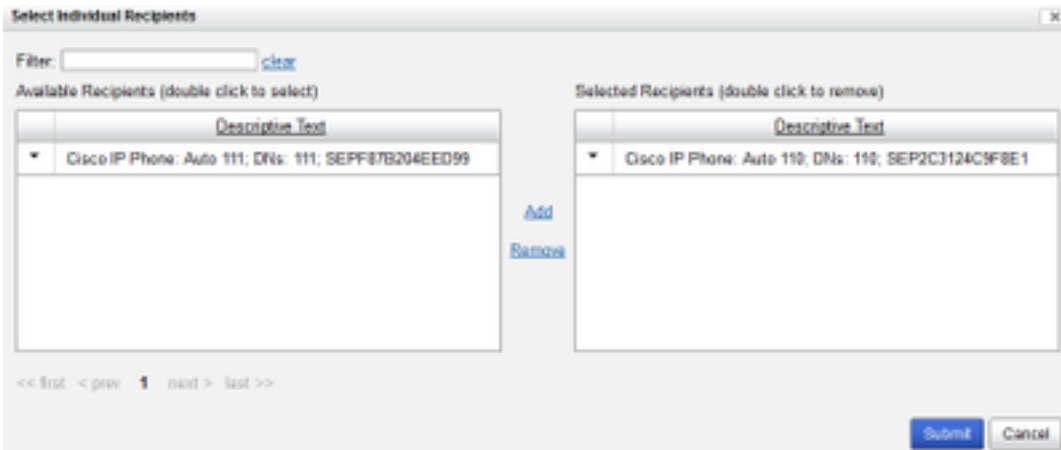 Select Individual Recipients x
Filter: clear
Available Recipients (double click to select)
Descriptive Text
Cisco IP Phone: Auto 111; DNs: 111; SEPF87B204EED99
Add
Remove
Selected Recipients (double click to remove)
Descriptive Text
Cisco IP Phone: Auto 110; DNs: 110; SEP2C3124C9F8E1
<< first < prev 1 next > last >>
Submit Cancel